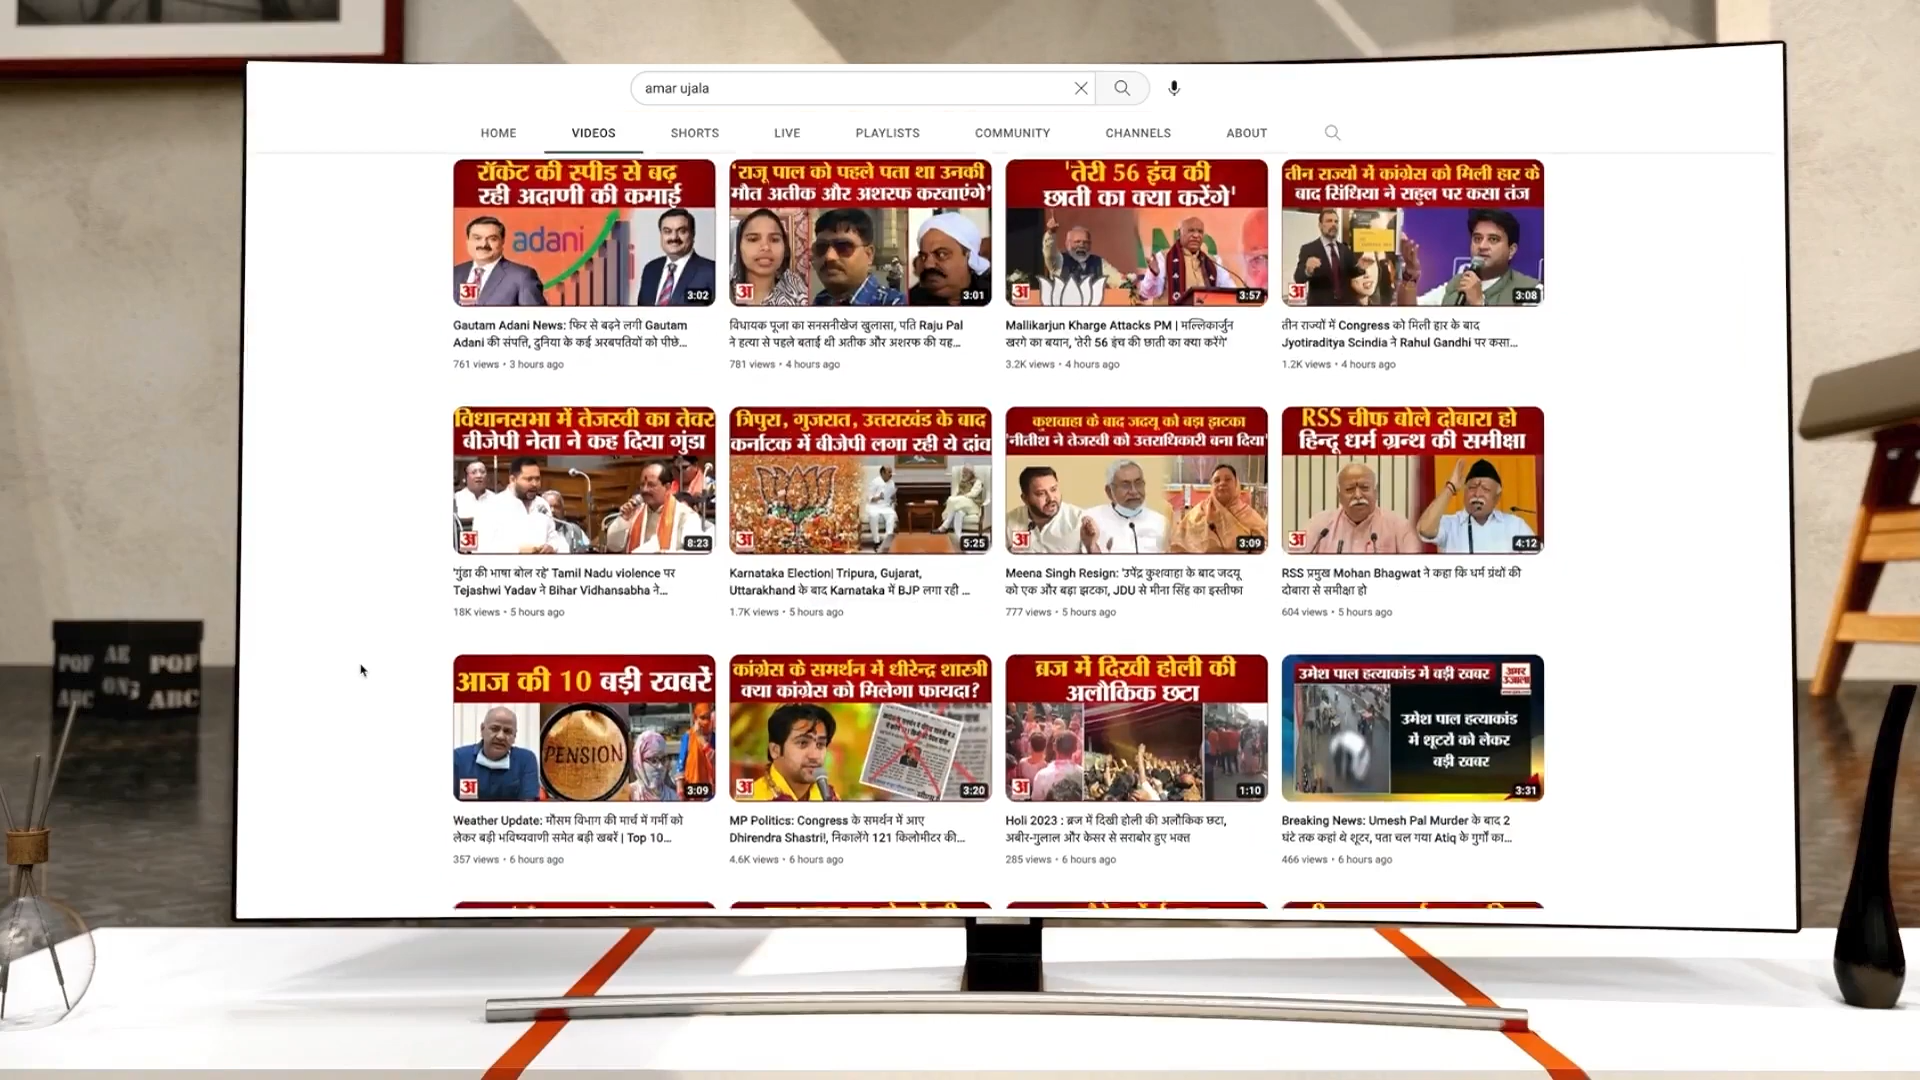 amar ujala
HOME VIDEOS SHORTS LIVE PLAYLISTS COMMUNITY CHANNELS ABOUT
रॉकेट की स्पीड से बढ़
रही अदाणी की कमाई
adani
अ
3:02
Gautam Adani News: फिर से बढ़ने लगी Gautam
Adani की संपत्ति, दुनिया के कई अरबपतियों को पीछे...
761 views • 3 hours ago
'राजू पाल को पहले पता था उनकी
मौत अतीक और अशरफ करवाएंगे'
अ
3:01
विधायक पूजा का सनसनीखेज खुलासा, पति Raju Pal
ने हत्या से पहले बताई थी अतीक और अशरफ की यह...
781 views • 4 hours ago
'तेरी 56 इंच की
छाती का क्या करेंगे'
अ
3:57
Mallikarjun Kharge Attacks PM | मल्लिकार्जुन
खरगे का बयान, 'तेरी 56 इंच की छाती का क्या करेंगे'
3.2K views • 4 hours ago
तीन राज्यों में कांग्रेस को मिली हार के
बाद सिंधिया ने राहुल पर कसा तंज
अ
3:08
तीन राज्यों में Congress को मिली हार के बाद
Jyotiraditya Scindia ने Rahul Gandhi पर कसा...
1.2K views • 4 hours ago
विधानसभा में तेजस्वी का तेवर
बीजेपी नेता ने कह दिया गुंडा
अ
8:23
'गुंडा की भाषा बोल रहे' Tamil Nadu violence पर
Tejashwi Yadav ने Bihar Vidhansabha ने...
18K views • 5 hours ago
त्रिपुरा, गुजरात, उत्तराखंड के बाद
कर्नाटक में बीजेपी लगा रही ये दांव
अ
5:25
Karnataka Election| Tripura, Gujarat,
Uttarakhand के बाद Karnataka में BJP लगा रही ...
1.7K views • 5 hours ago
कुशवाहा के बाद जदयू को बड़ा झटका
'नीतीश ने तेजस्वी को उत्तराधिकारी बना दिया'
अ
3:09
Meena Singh Resign: 'उपेंद्र कुशवाहा के बाद जदयू
को एक और बड़ा झटका, JDU से मीना सिंह का इस्तीफा
777 views • 5 hours ago
RSS चीफ बोले दोबारा हो
हिन्दू धर्म ग्रन्थ की समीक्षा
अ
4:12
RSS प्रमुख Mohan Bhagwat ने कहा कि धर्म ग्रंथों की
दोबारा से समीक्षा हो
604 views • 5 hours ago
आज की 10 बड़ी खबरें
PENSION
अ
3:09
Weather Update: मौसम विभाग की मार्च में गर्मी को
लेकर बड़ी भविष्यवाणी समेत बड़ी खबरें | Top 10...
357 views • 6 hours ago
कांग्रेस के समर्थन में धीरेन्द्र शास्त्री
क्या कांग्रेस को मिलेगा फायदा?
अ
3:20
MP Politics: Congress के समर्थन में आए
Dhirendra Shastri!, निकालेंगे 121 किलोमीटर की...
4.6K views • 6 hours ago
ब्रज में दिखी होली की
अलौकिक छटा
अ
1:10
Holi 2023 : ब्रज में दिखी होली की अलौकिक छटा,
अबीर-गुलाल और केसर से सराबोर हुए भक्त
285 views • 6 hours ago
उमेश पाल हत्याकांड में बड़ी खबर
अमर
उजाला
उमेश पाल हत्याकांड
में शूटरों को लेकर
बड़ी खबर
3:31
Breaking News: Umesh Pal Murder के बाद 2
घंटे तक कहां थे शूटर, पता चल गया Atiq के गुर्गों का...
466 views • 6 hours ago
PQF AE PQF
ABC ABC